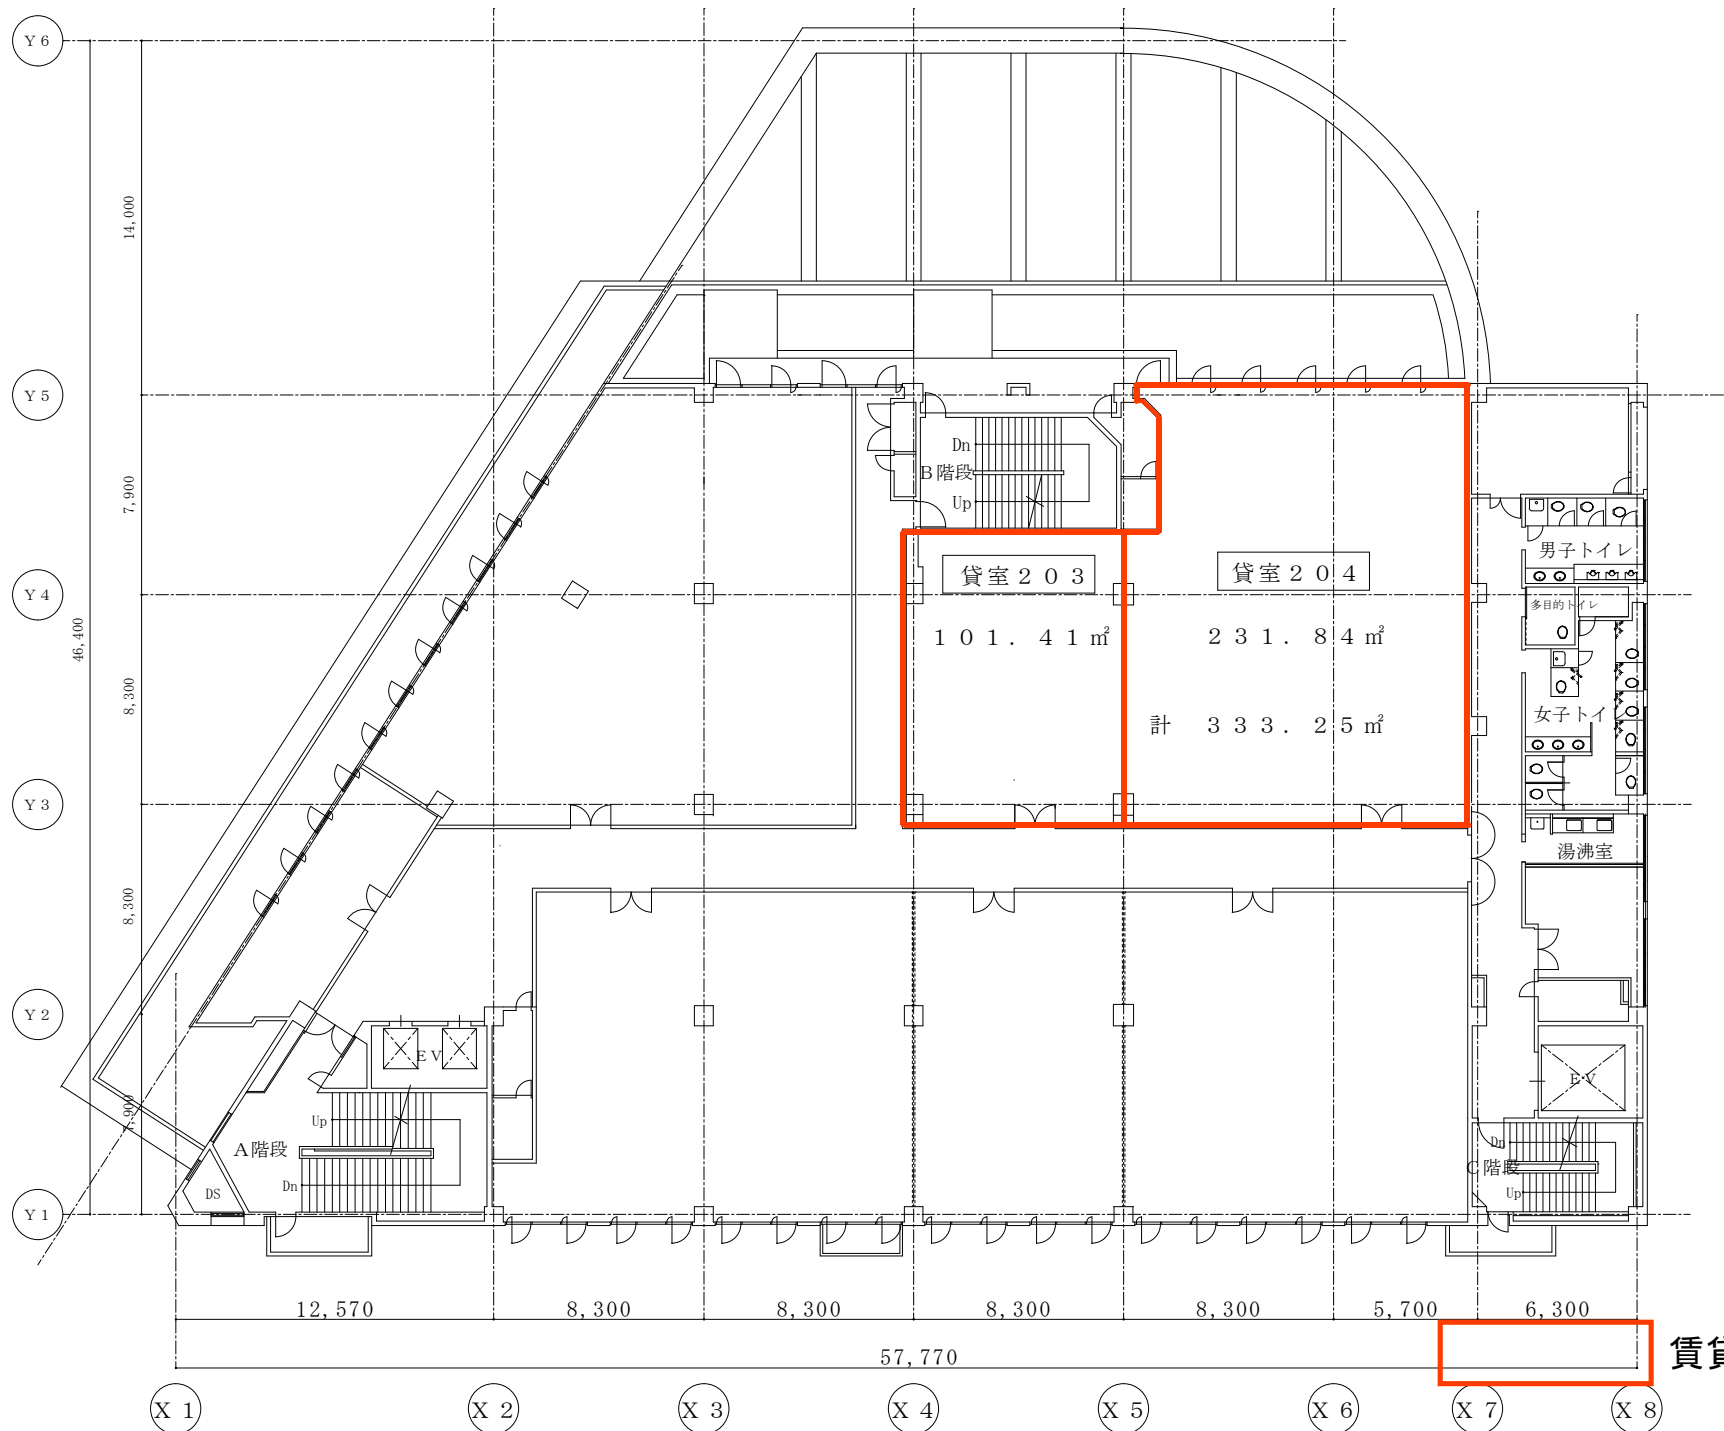 Y6
14,000
Y5
7,900
Dn
B階段
Up
男子トイレ
貸室203
貸室204
Y4
多目的トイレ
46,400
101.41㎡
231.84㎡
8,300
女子トイレ
計 333.25㎡
Y3
湯沸室
8,300
Y2
EV
EV
7,900
Up
A階段
Dn
C階段
Dn
DS
Up
Y1
12,570
8,300
8,300
8,300
8,300
5,700
6,300
57,770
賃貸
X1
X2
X3
X4
X5
X6
X7
X8